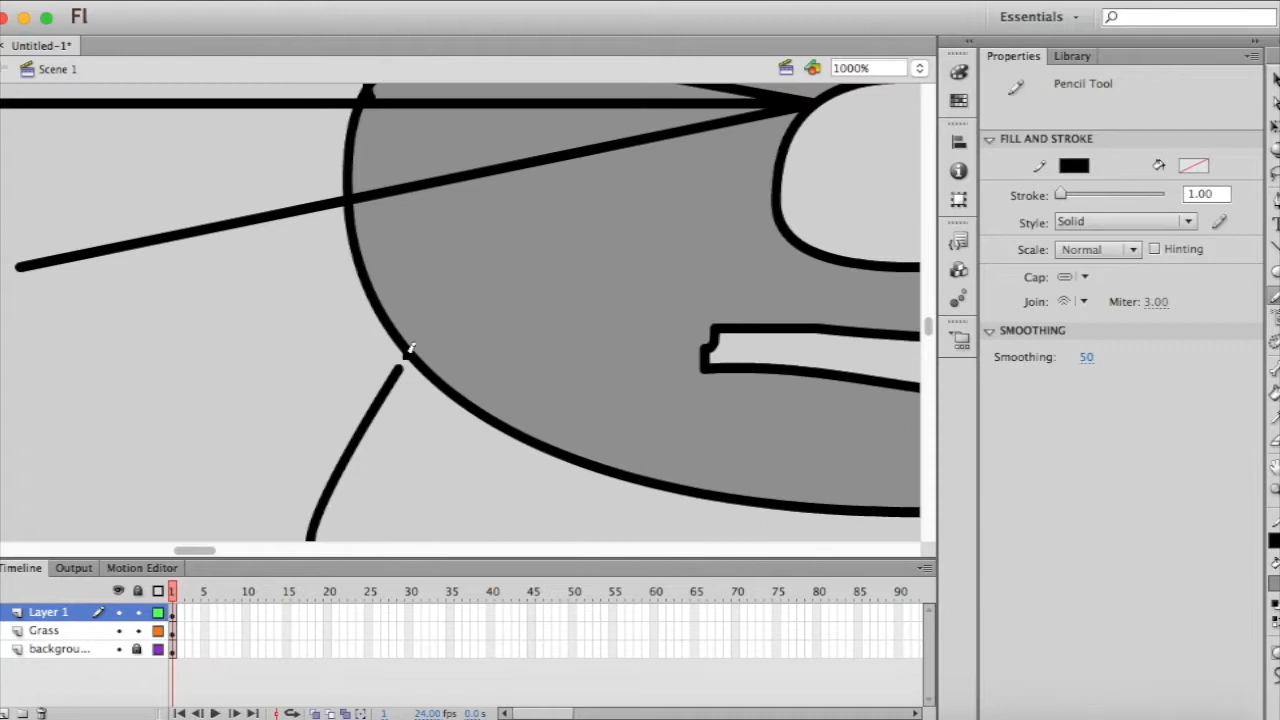 Fl
Essentials
Untitled-1*
Scene 1
1000%
Properties
Library
Pencil Tool
FILL AND STROKE
Stroke:
1.00
Style:
Solid
Scale:
Normal
Hinting
Cap:
Join:
Miter: 3.00
SMOOTHING
Smoothing:
50
Timeline
Output
Motion Editor
1 5 10 15 20 25 30 35 40 45 50 55 60 65 70 75 80 85 90
Layer 1
Grass
backgrou...
1
24.00 fps
0.0 s